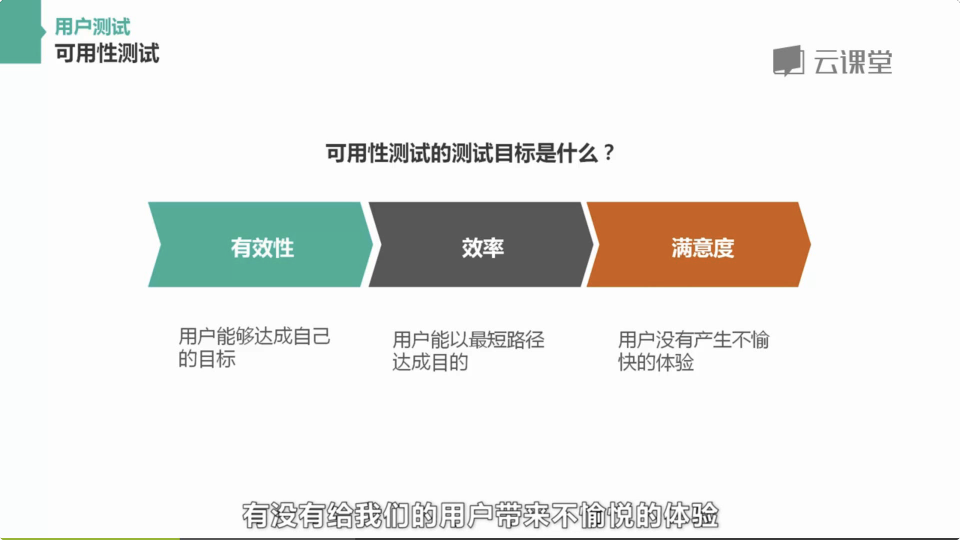 用户测试
可用性测试
云课堂
可用性测试的测试目标是什么？
有效性
效率
满意度
用户能够达成自己
的目标
用户能以最短路径
达成目的
用户没有产生不愉
快的体验
有没有给我们的用户带来不愉悦的体验